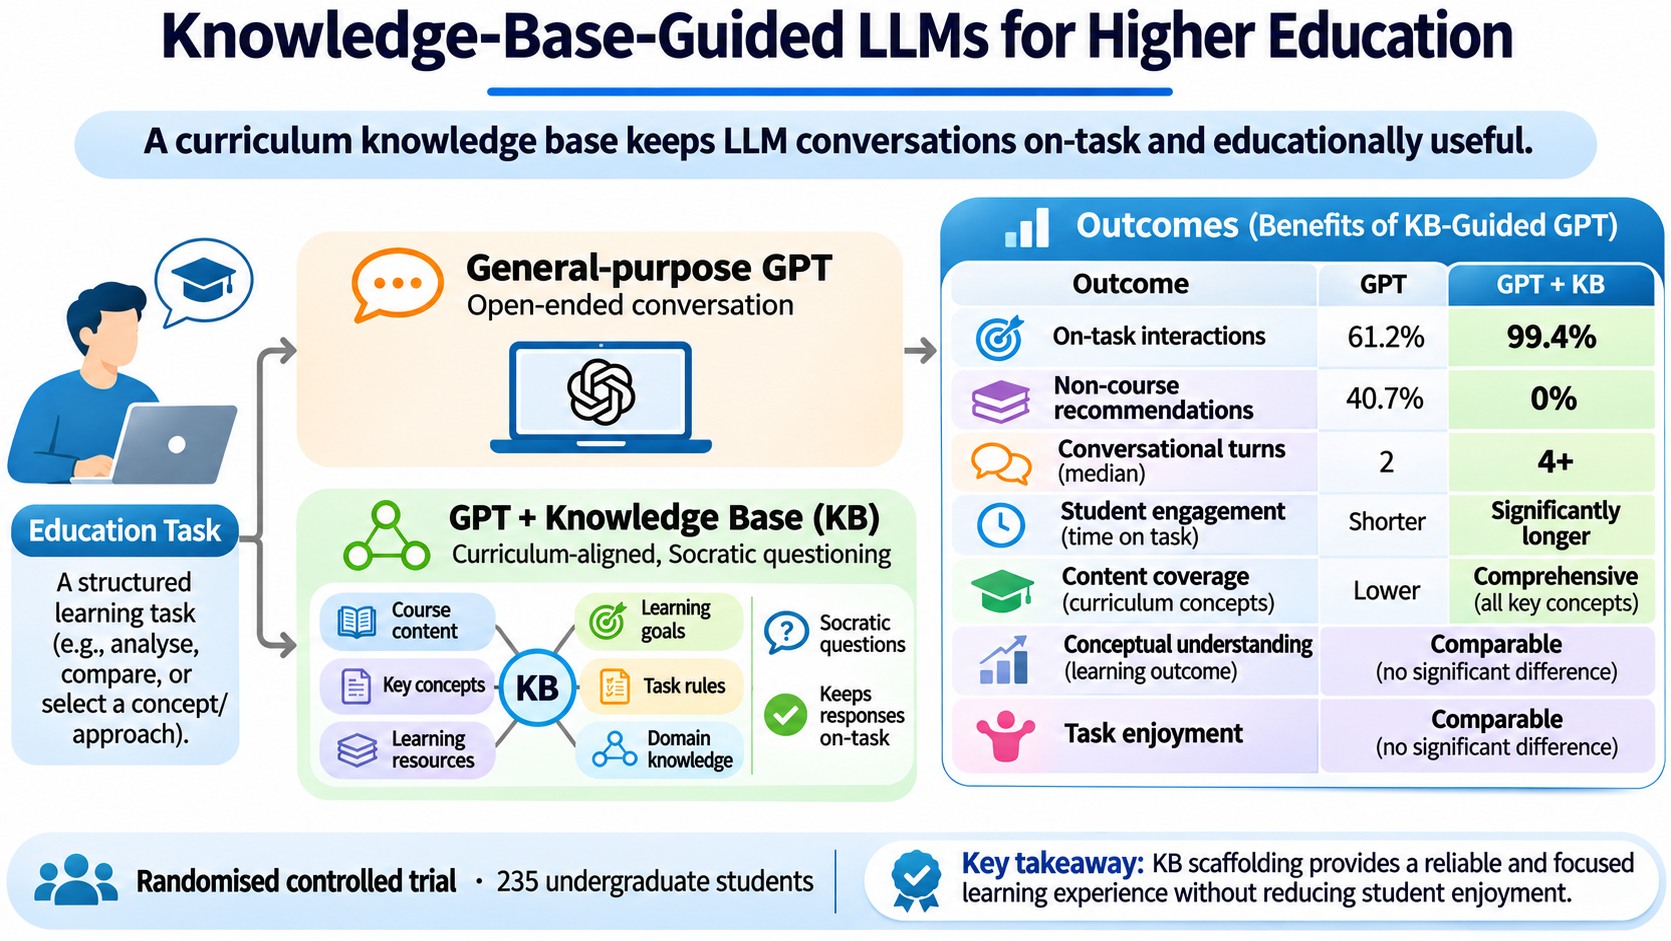 Knowledge-Base-Guided LLMs for Higher Education
A curriculum knowledge base keeps LLM conversations on-task and educationally useful.
Education Task
A structured
learning task
(e.g., analyse,
compare, or
select a concept/
approach).
General-purpose GPT
Open-ended conversation
GPT + Knowledge Base (KB)
Curriculum-aligned, Socratic questioning
Course
content
Key concepts
Learning
resources
KB
Learning
goals
Task rules
Domain
knowledge
?
Socratic
questions
Keeps
responses
on-task
Outcomes (Benefits of KB-Guided GPT)
Outcome GPT GPT + KB
On-task interactions 61.2% 99.4%
Non-course
recommendations 40.7% 0%
Conversational turns
(median) 2 4+
Student engagement
(time on task) Shorter Significantly
longer
Content coverage
(curriculum concepts) Lower Comprehensive
(all key concepts)
Conceptual understanding
(learning outcome) Comparable
(no significant difference)
Task enjoyment Comparable
(no significant difference)
Randomised controlled trial · 235 undergraduate students
Key takeaway: KB scaffolding provides a reliable and focused
learning experience without reducing student enjoyment.